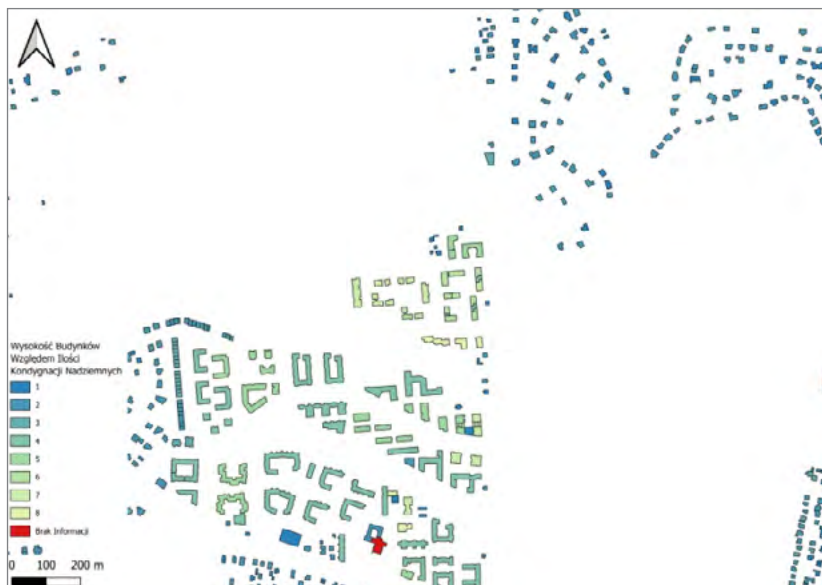 Wysokość Budynków
Względem Ilości
Kondygnacji Nadziemnych
1
2
3
4
5
6
7
8
Brak Informacji
0 100 200 m